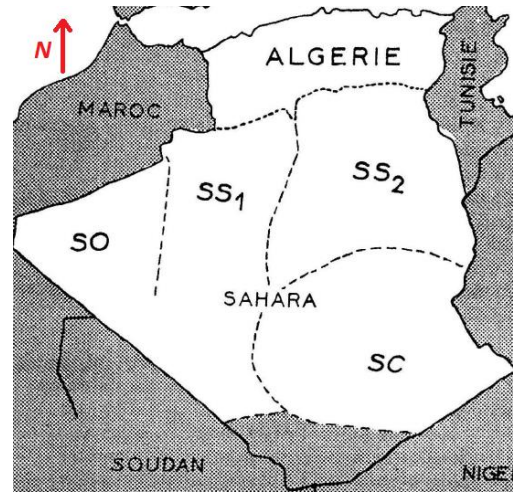 N
ALGERIE
MAROC
TUNISIE
SS1
SS2
SO
SAHARA
SC
SOUDAN
NIGE